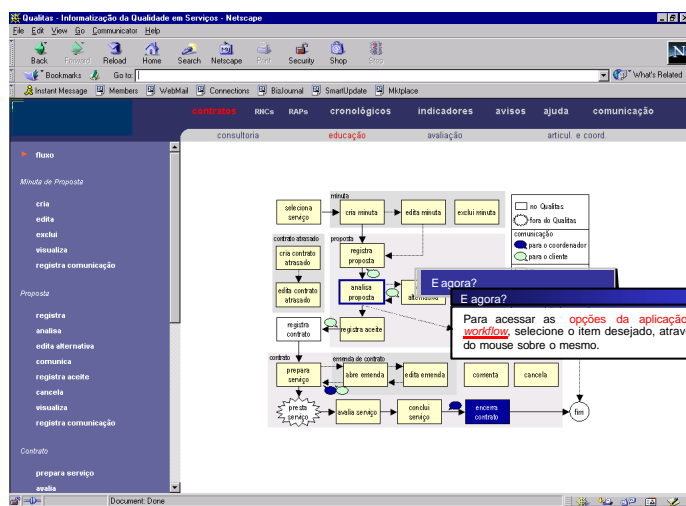 Qualitas - Informatização da Qualidade em Serviços - Netscape
File Edit View Go Communicator Help
Back Forward Reload Home Search Netscape Print Security Shop Stop
Bookmarks Go to: What's Related
Instant Message Members WebMail Connections BizJournal SmartUpdate Mktplace
contratos RNCs RAPs cronológicos indicadores avisos ajuda comunicação
consultoria educação avaliação articul. e coord.
fluxo
Minuta de Proposta
cria
edita
exclui
visualiza
registra comunicação
Proposta
registra
analisa
edita alternativa
comunica
registra aceite
cancela
visualiza
registra comunicação
Contrato
prepara serviço
avalia
minuta
seleciona
serviço
cria minuta
edita minuta
exclui minuta
no Qualitas
fora do Qualitas
comunicação
para o coordenador
para o cliente
contrato atrasado
cria contrato
atrasado
edita contrato
atrasado
proposta
registra
proposta
analisa
proposta
alternativa
registra
contrato
registra aceite
E agora?
E agora?
Para acessar as opções da aplicação
workflow, selecione o item desejado, atrav
do mouse sobre o mesmo.
contrato
prepara
serviço
emenda de contrato
abre emenda
edita emenda
comenta
cancela
presta
serviço
avalia serviço
conclui
serviço
encerra
contrato
fim
Document: Done